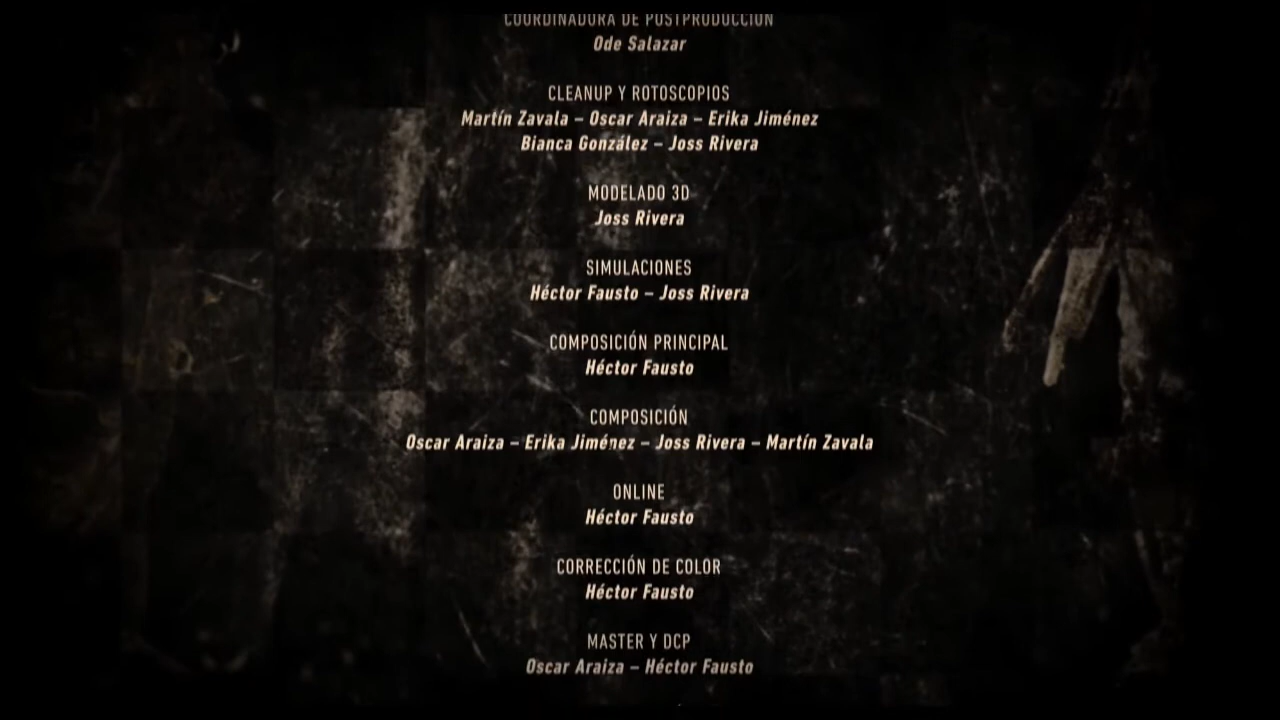 COORDINADORA DE POSTPRODUCCIÓN
Ode Salazar
CLEANUP Y ROTOSCOPIOS
Martín Zavala – Oscar Araiza – Erika Jiménez
Bianca González – Joss Rivera
MODELADO 3D
Joss Rivera
SIMULACIONES
Héctor Fausto – Joss Rivera
COMPOSICIÓN PRINCIPAL
Héctor Fausto
COMPOSICIÓN
Oscar Araiza – Erika Jiménez – Joss Rivera – Martín Zavala
ONLINE
Héctor Fausto
CORRECCIÓN DE COLOR
Héctor Fausto
MASTER Y DCP
Oscar Araiza – Héctor Fausto